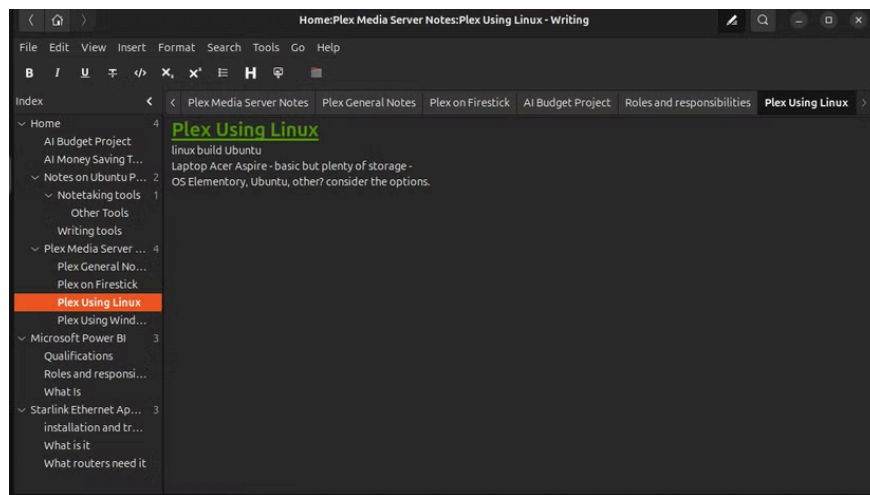 Home:Plex Media Server Notes:Plex Using Linux - Writing
File Edit View Insert Format Search Tools Go Help
B I U T </> X, X' H
Index
Plex Media Server Notes Plex General Notes Plex on Firestick AI Budget Project Roles and responsibilities Plex Using Linux
Home 4
AI Budget Project
AI Money Saving T...
Notes on Ubuntu P... 2
Notetaking tools 1
Other Tools
Writing tools
Plex Media Server ... 4
Plex General No...
Plex on Firestick
Plex Using Linux
Plex Using Wind...
Microsoft Power BI 3
Qualifications
Roles and responsi...
What Is
Starlink Ethernet Ap... 3
installation and tr...
What is it
What routers need it
Plex Using Linux
linux build Ubuntu
Laptop Acer Aspire - basic but plenty of storage -
OS Elementory, Ubuntu, other? consider the options.